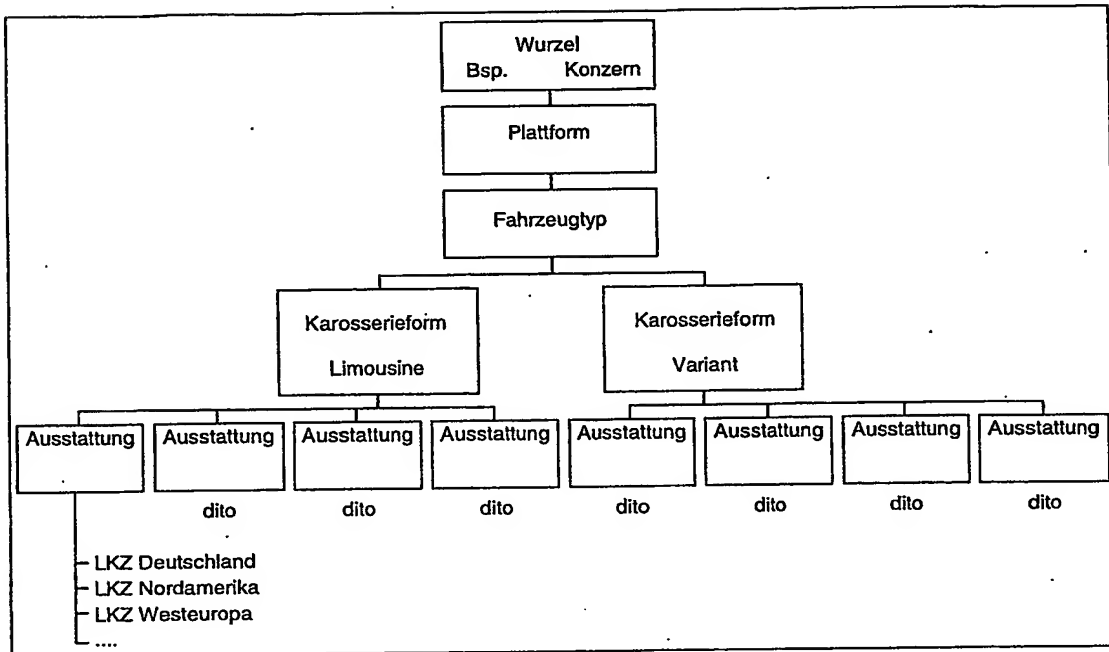 Wurzel
Bsp. Konzern
Plattform
Fahrzeugtyp
Karosserieform
Limousine
Karosserieform
Variant
Ausstattung Ausstattung Ausstattung Ausstattung Ausstattung Ausstattung Ausstattung Ausstattung
dito dito dito dito dito dito dito
LKZ Deutschland
LKZ Nordamerika
LKZ Westeuropa
....